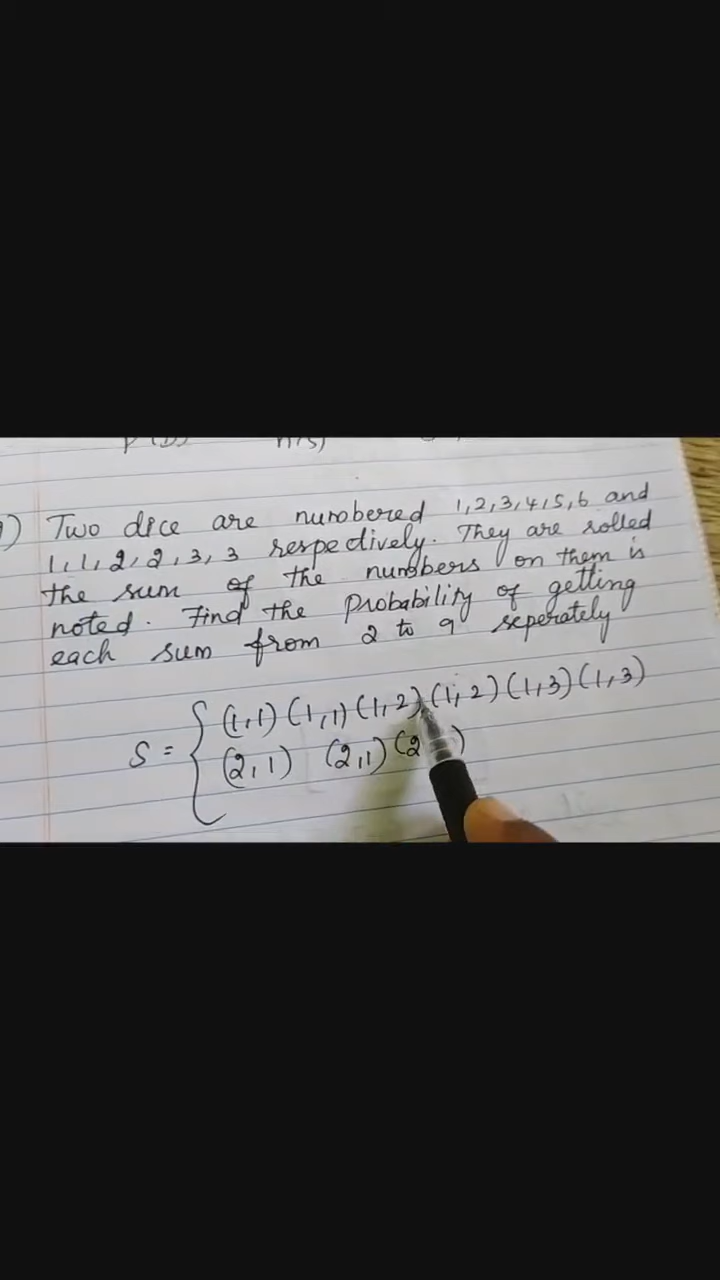 Two dice are numbered 1,2,3,4,5,6 and
1,1,2,2,3,3 respectively. They are rolled
the sum of the numbers on them is
noted. Find the Probability of getting
each sum from 2 to 9 seperately
S = { (1,1) (1,1) (1,2) (1,2) (1,3) (1,3)
(2,1) (2,1) (2 )